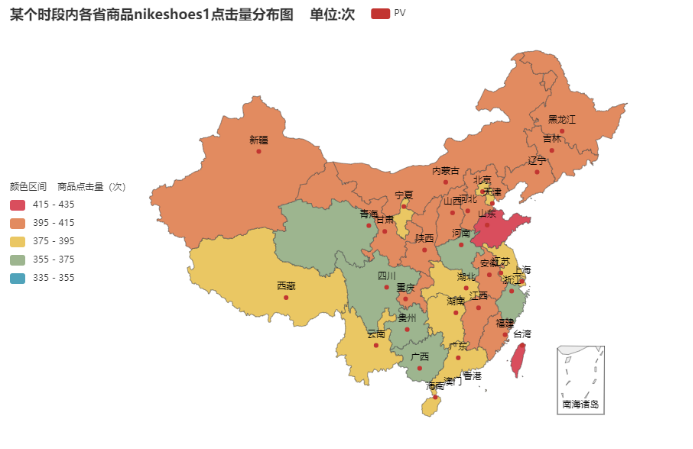 某个时段内各省商品nikeshoes1点击量分布图 单位:次
PV
黑龙江
吉林
新疆
辽宁
内蒙古
北京
颜色区间 商品点击量（次）
天津
宁夏
山西
河北
415 - 435
青海
山东
395 - 415
甘肃
河南
陕西
375 - 395
355 - 375
安徽
江苏
上海
335 - 355
四川
湖北
浙江
西藏
重庆
湖南
江西
贵州
福建
云南
台湾
广东
广西
香港
澳门
海南
南海诸岛